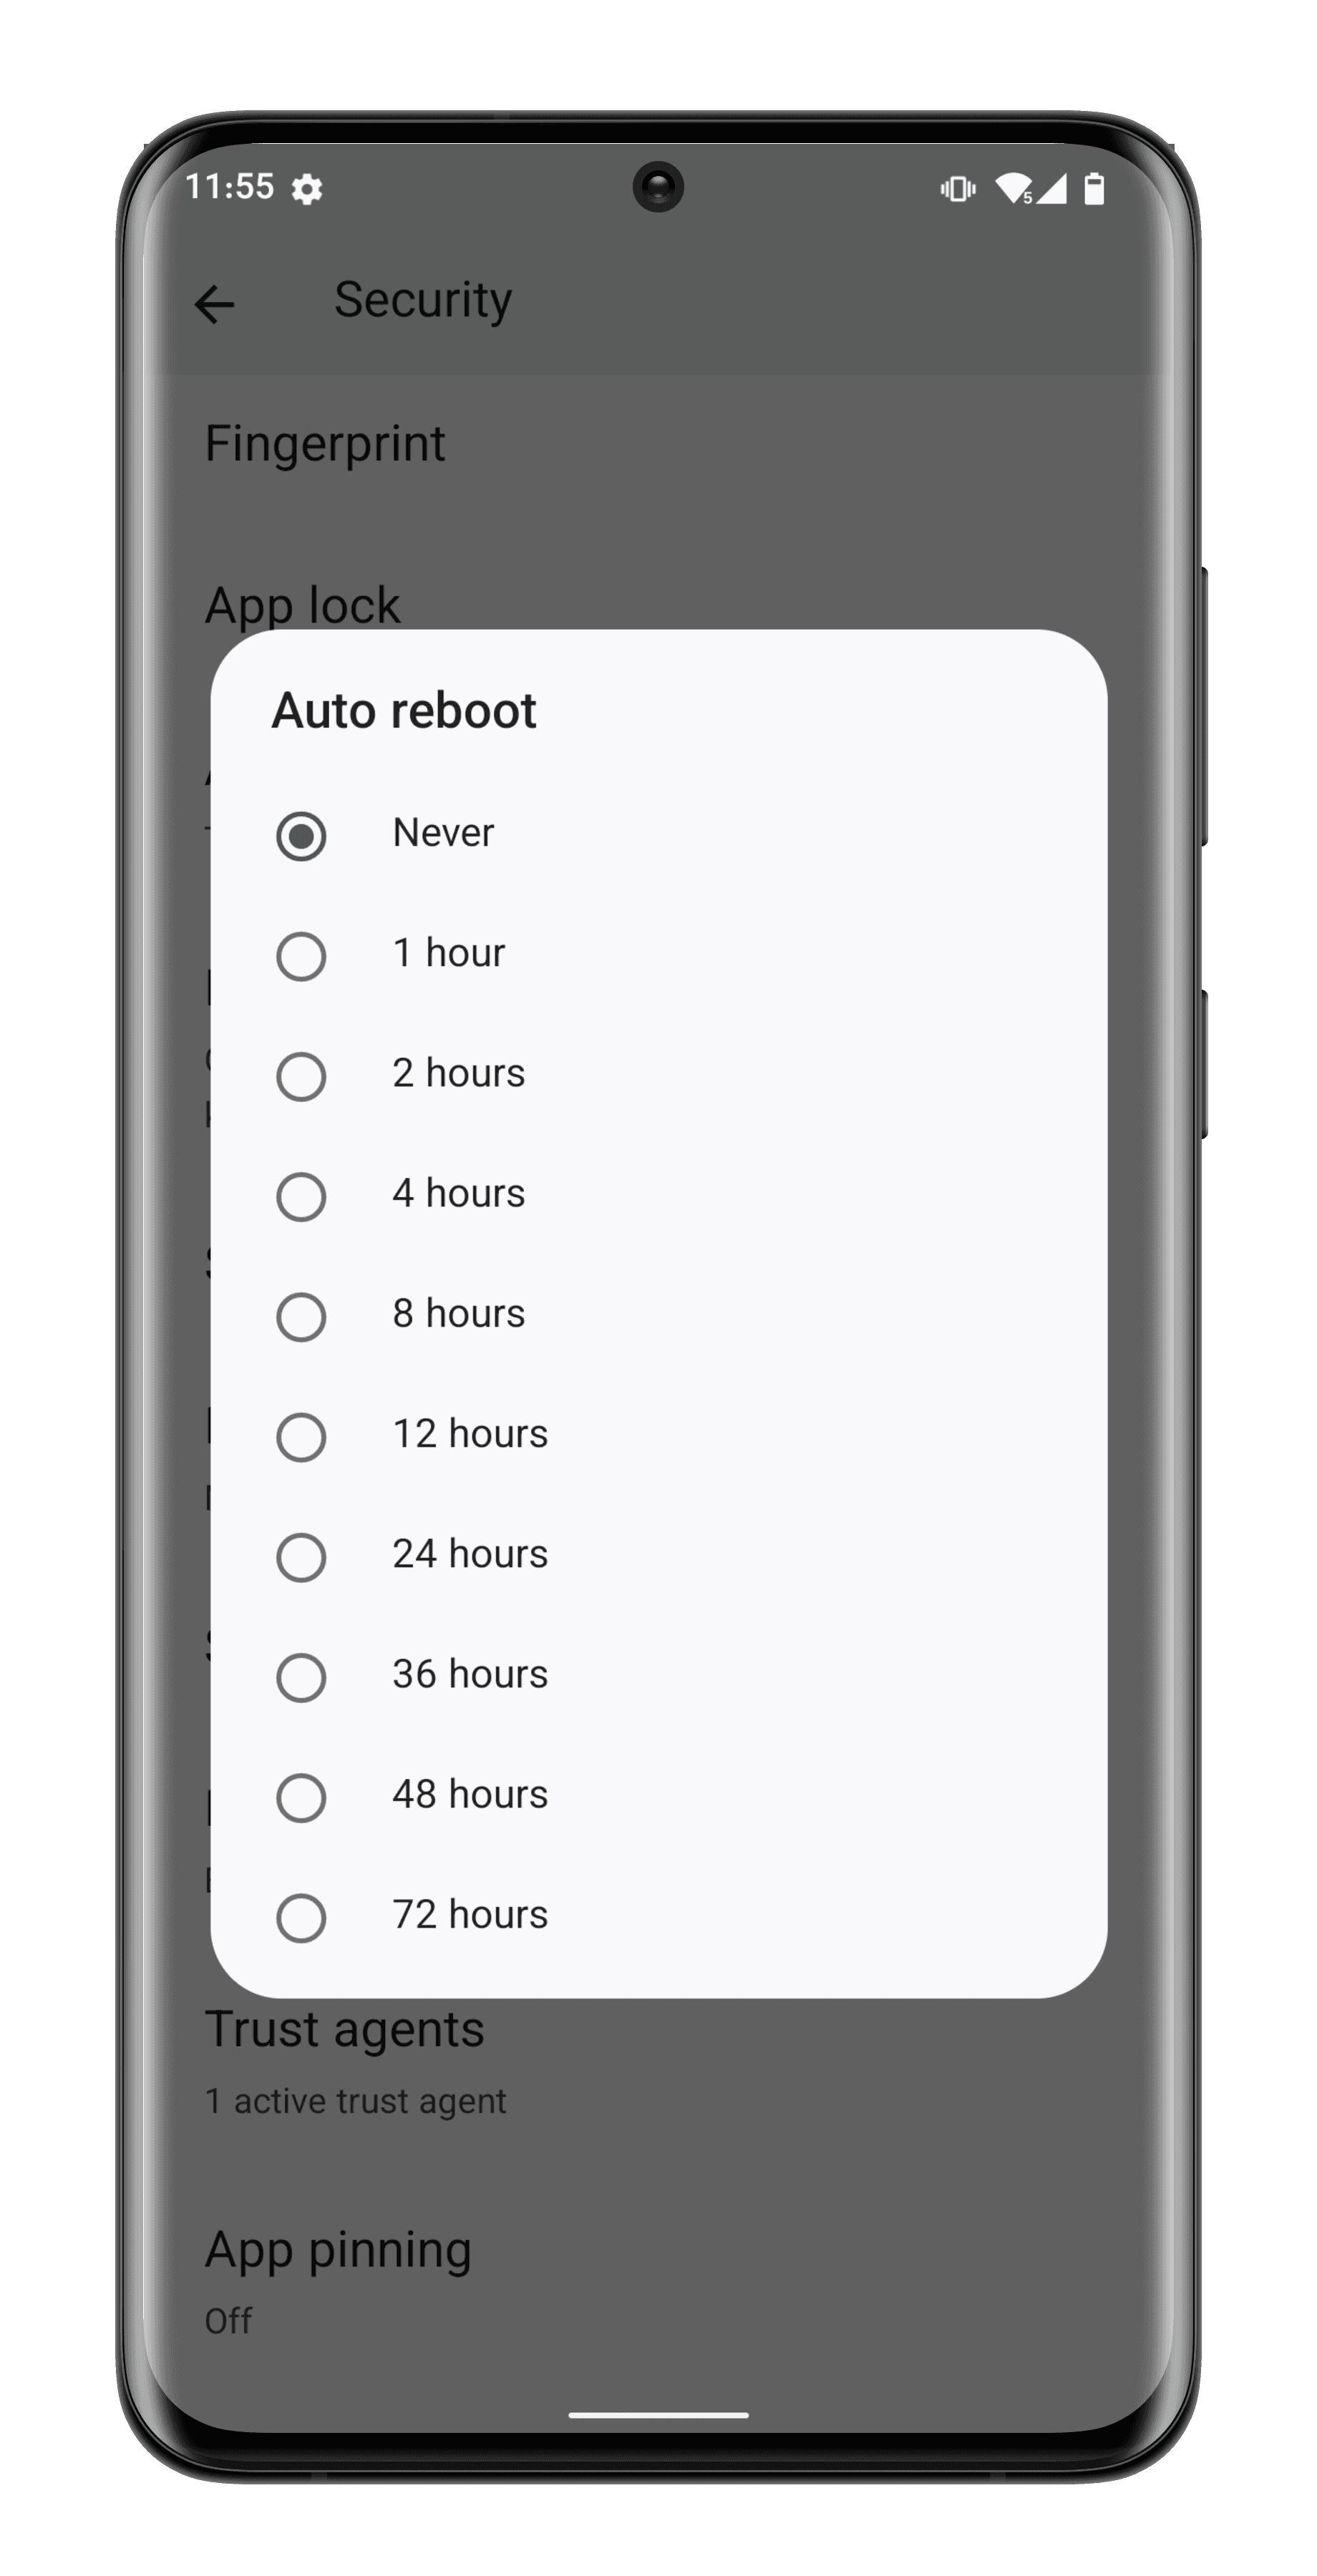 11:55
5
Security
Fingerprint
App lock
Auto reboot
Never
1 hour
2 hours
4 hours
8 hours
12 hours
24 hours
36 hours
48 hours
72 hours
Trust agents
1 active trust agent
App pinning
Off